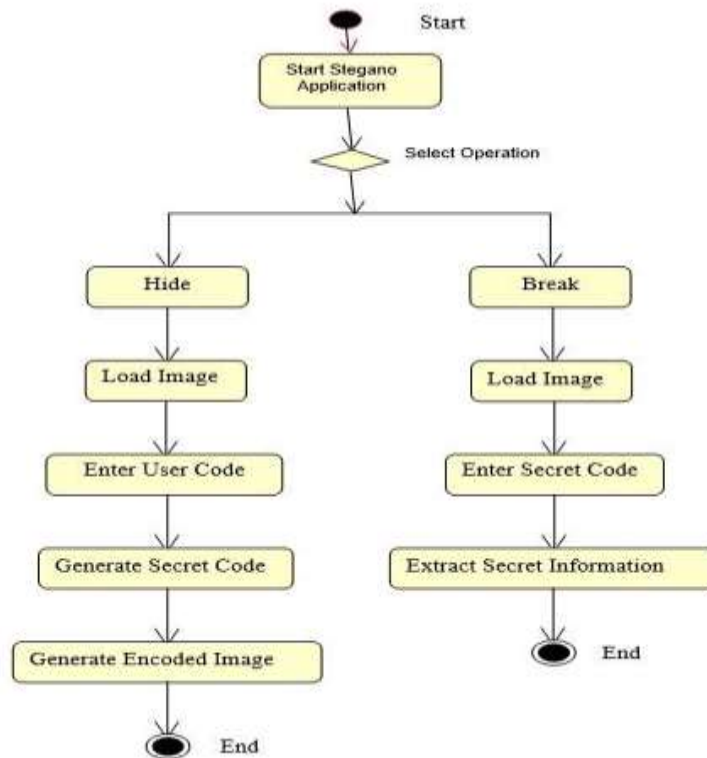 Start
Start Stegano
Application
Select Operation
Hide
Load Image
Enter User Code
Generate Secret Code
Generate Encoded Image
End
Break
Load Image
Enter Secret Code
Extract Secret Information
End